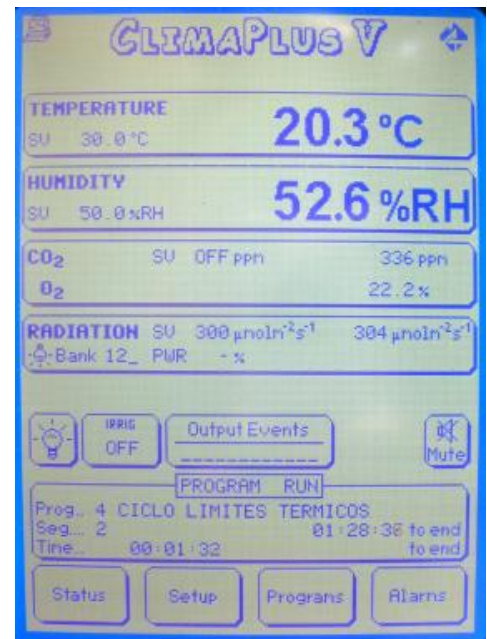 CLIMAPLUS V
TEMPERATURE
SV 30.0°C
20.3 °C
HUMIDITY
SV 50.0%RH
52.6 %RH
CO₂ SV OFF ppm 336 ppm
O₂ 22.2%
RADIATION SV 300 µmolm⁻²s⁻¹ 304 µmolm⁻²s⁻¹
Bank 12_ PWR - %
IRRIG
OFF
Output Events
------------
Mute
PROGRAM RUN
Prog.. 4 CICLO LIMITES TERMICOS
Seg... 2 01:28:36 to end
Time.. 00:01:32 to end
Status Setup Programs Alarms